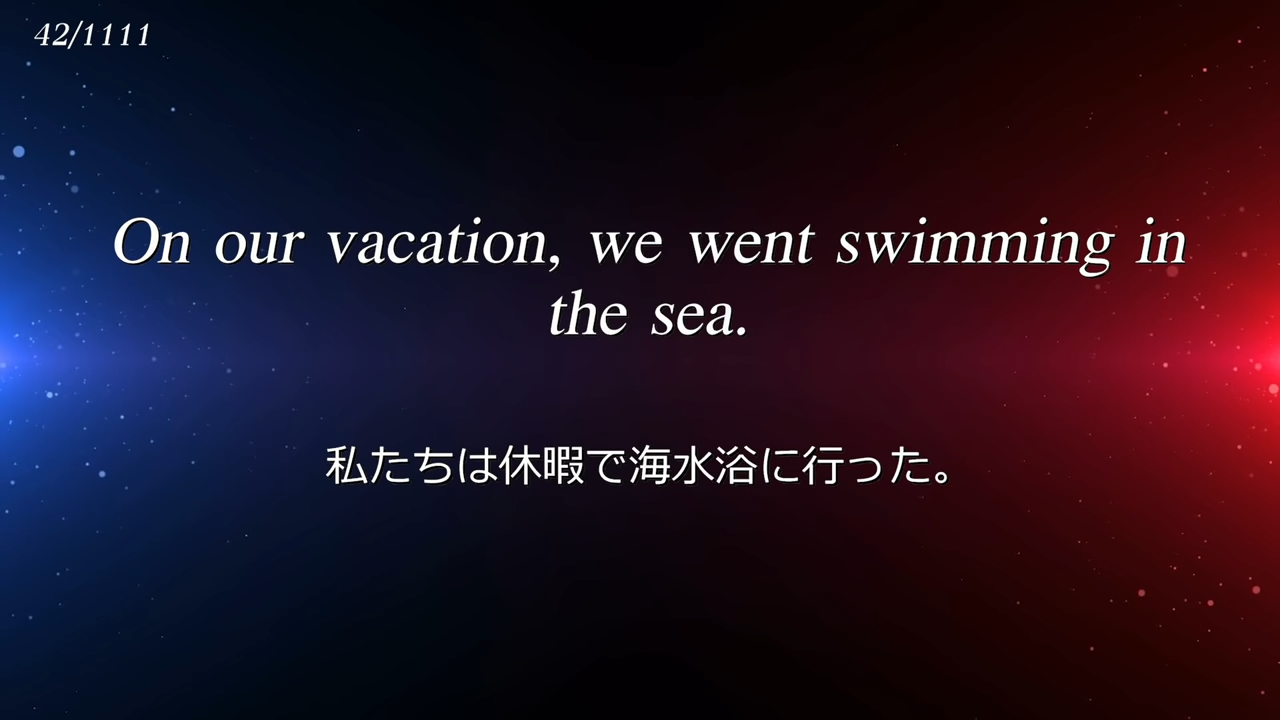 42/1111
On our vacation, we went swimming in
the sea.
私たちは休暇で海水浴に行った。